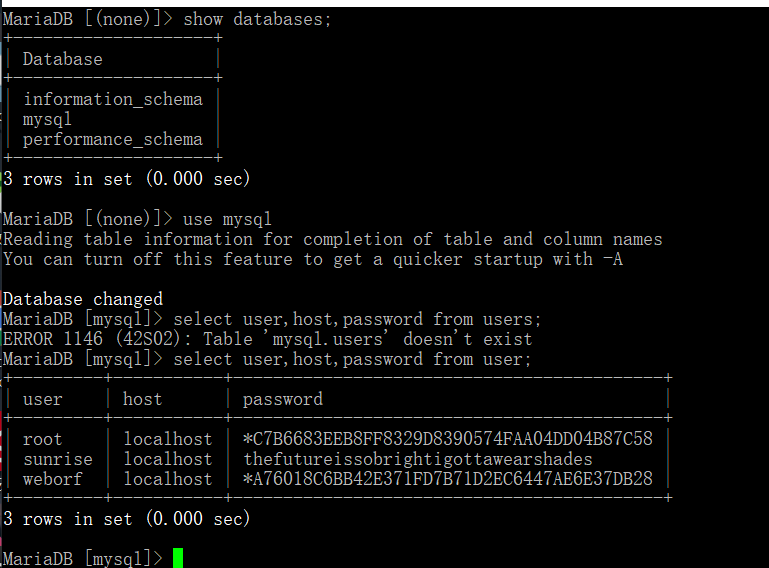 MariaDB [(none)]> show databases;
+--------------------+
| Database           |
+--------------------+
| information_schema |
| mysql              |
| performance_schema |
+--------------------+
3 rows in set (0.000 sec)
MariaDB [(none)]> use mysql
Reading table information for completion of table and column names
You can turn off this feature to get a quicker startup with -A
Database changed
MariaDB [mysql]> select user,host,password from users;
ERROR 1146 (42S02): Table 'mysql.users' doesn't exist
MariaDB [mysql]> select user,host,password from user;
+---------+-----------+-------------------------------------------+
| user    | host      | password                                  |
+---------+-----------+-------------------------------------------+
| root    | localhost | *C7B6683EEB8FF8329D8390574FAA04DD04B87C58 |
| sunrise | localhost | thefutureissobrightigottawearshades       |
| weborf  | localhost | *A76018C6BB42E371FD7B71D2EC6447AE6E37DB28 |
+---------+-----------+-------------------------------------------+
3 rows in set (0.000 sec)
MariaDB [mysql]>